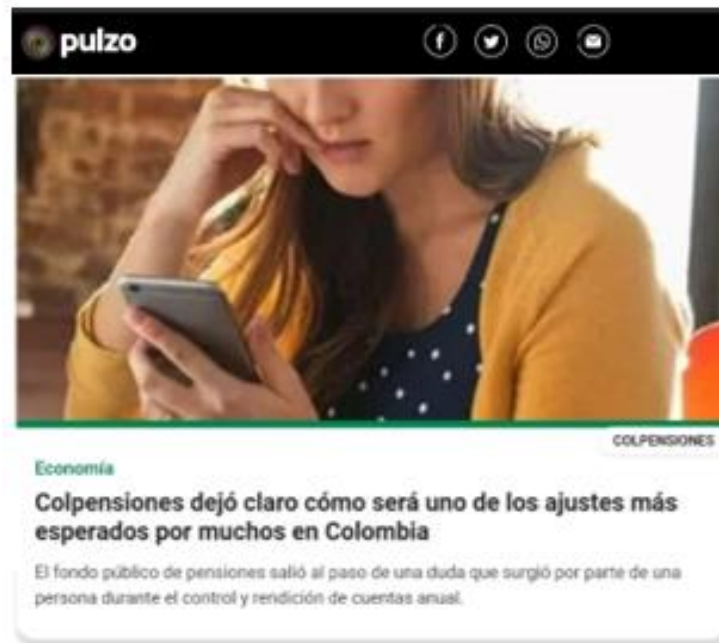 pulzo
COLPENSIONES
Economía
Colpensiones dejó claro cómo será uno de los ajustes más
esperados por muchos en Colombia
El fondo público de pensiones salió al paso de una duda que surgió por parte de una
persona durante el control y rendición de cuentas anual.